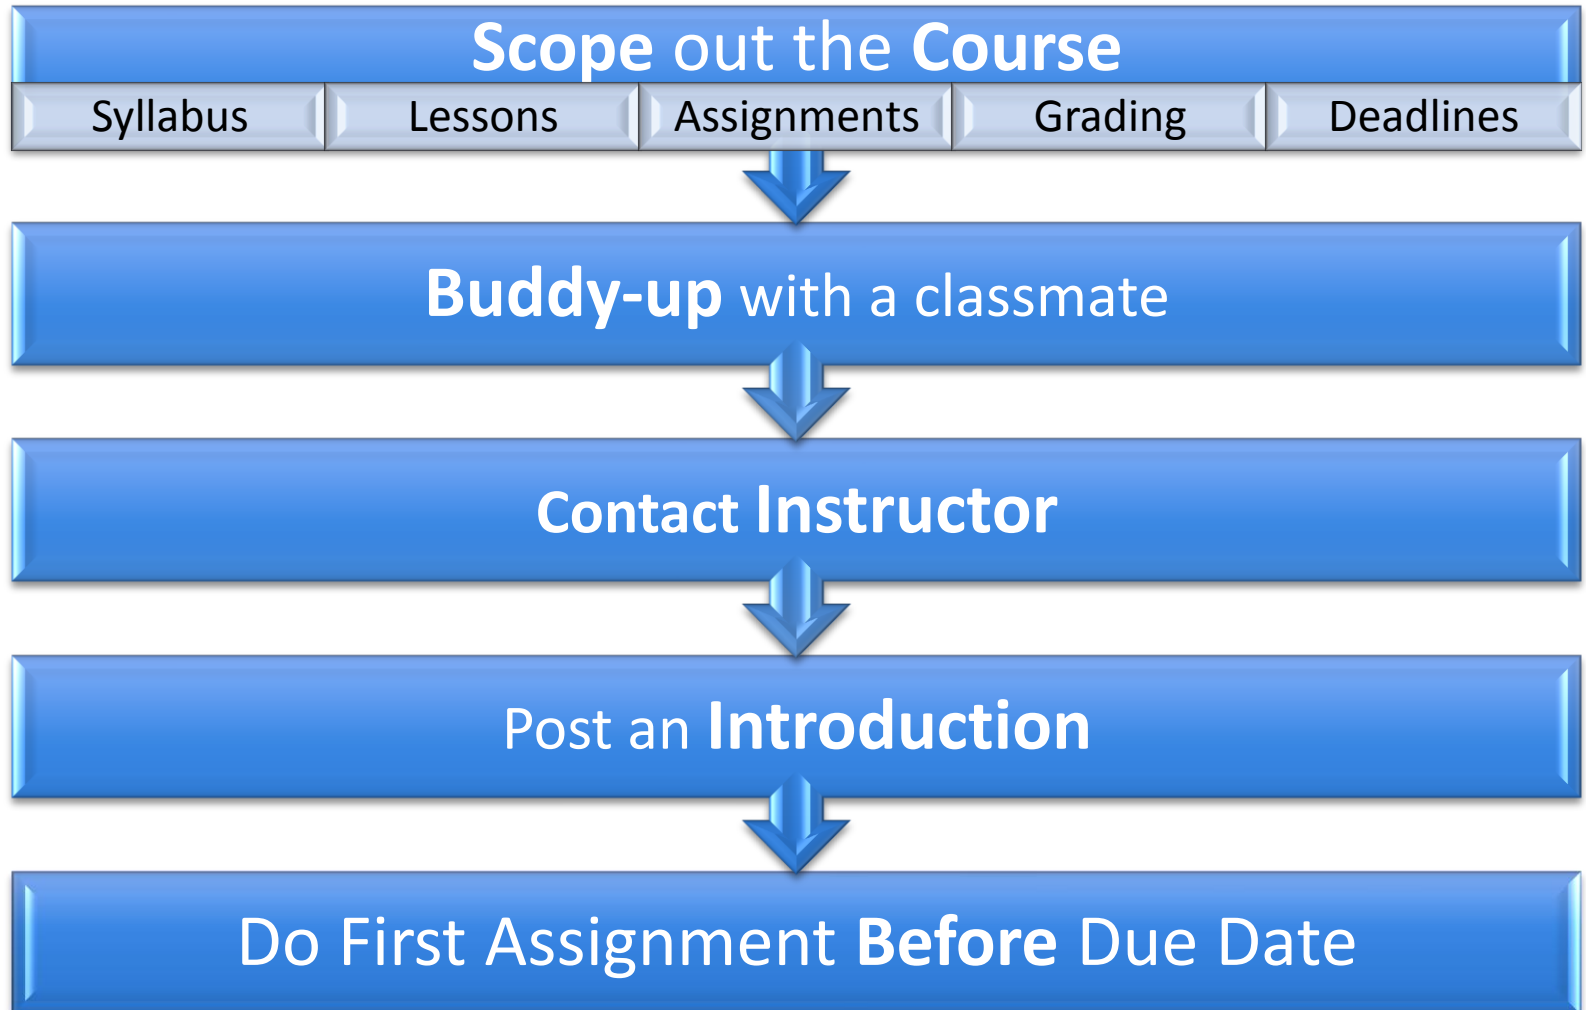 Scope out the Course
Syllabus Lessons Assignments Grading Deadlines
Buddy-up with a classmate
Contact Instructor
Post an Introduction
Do First Assignment Before Due Date